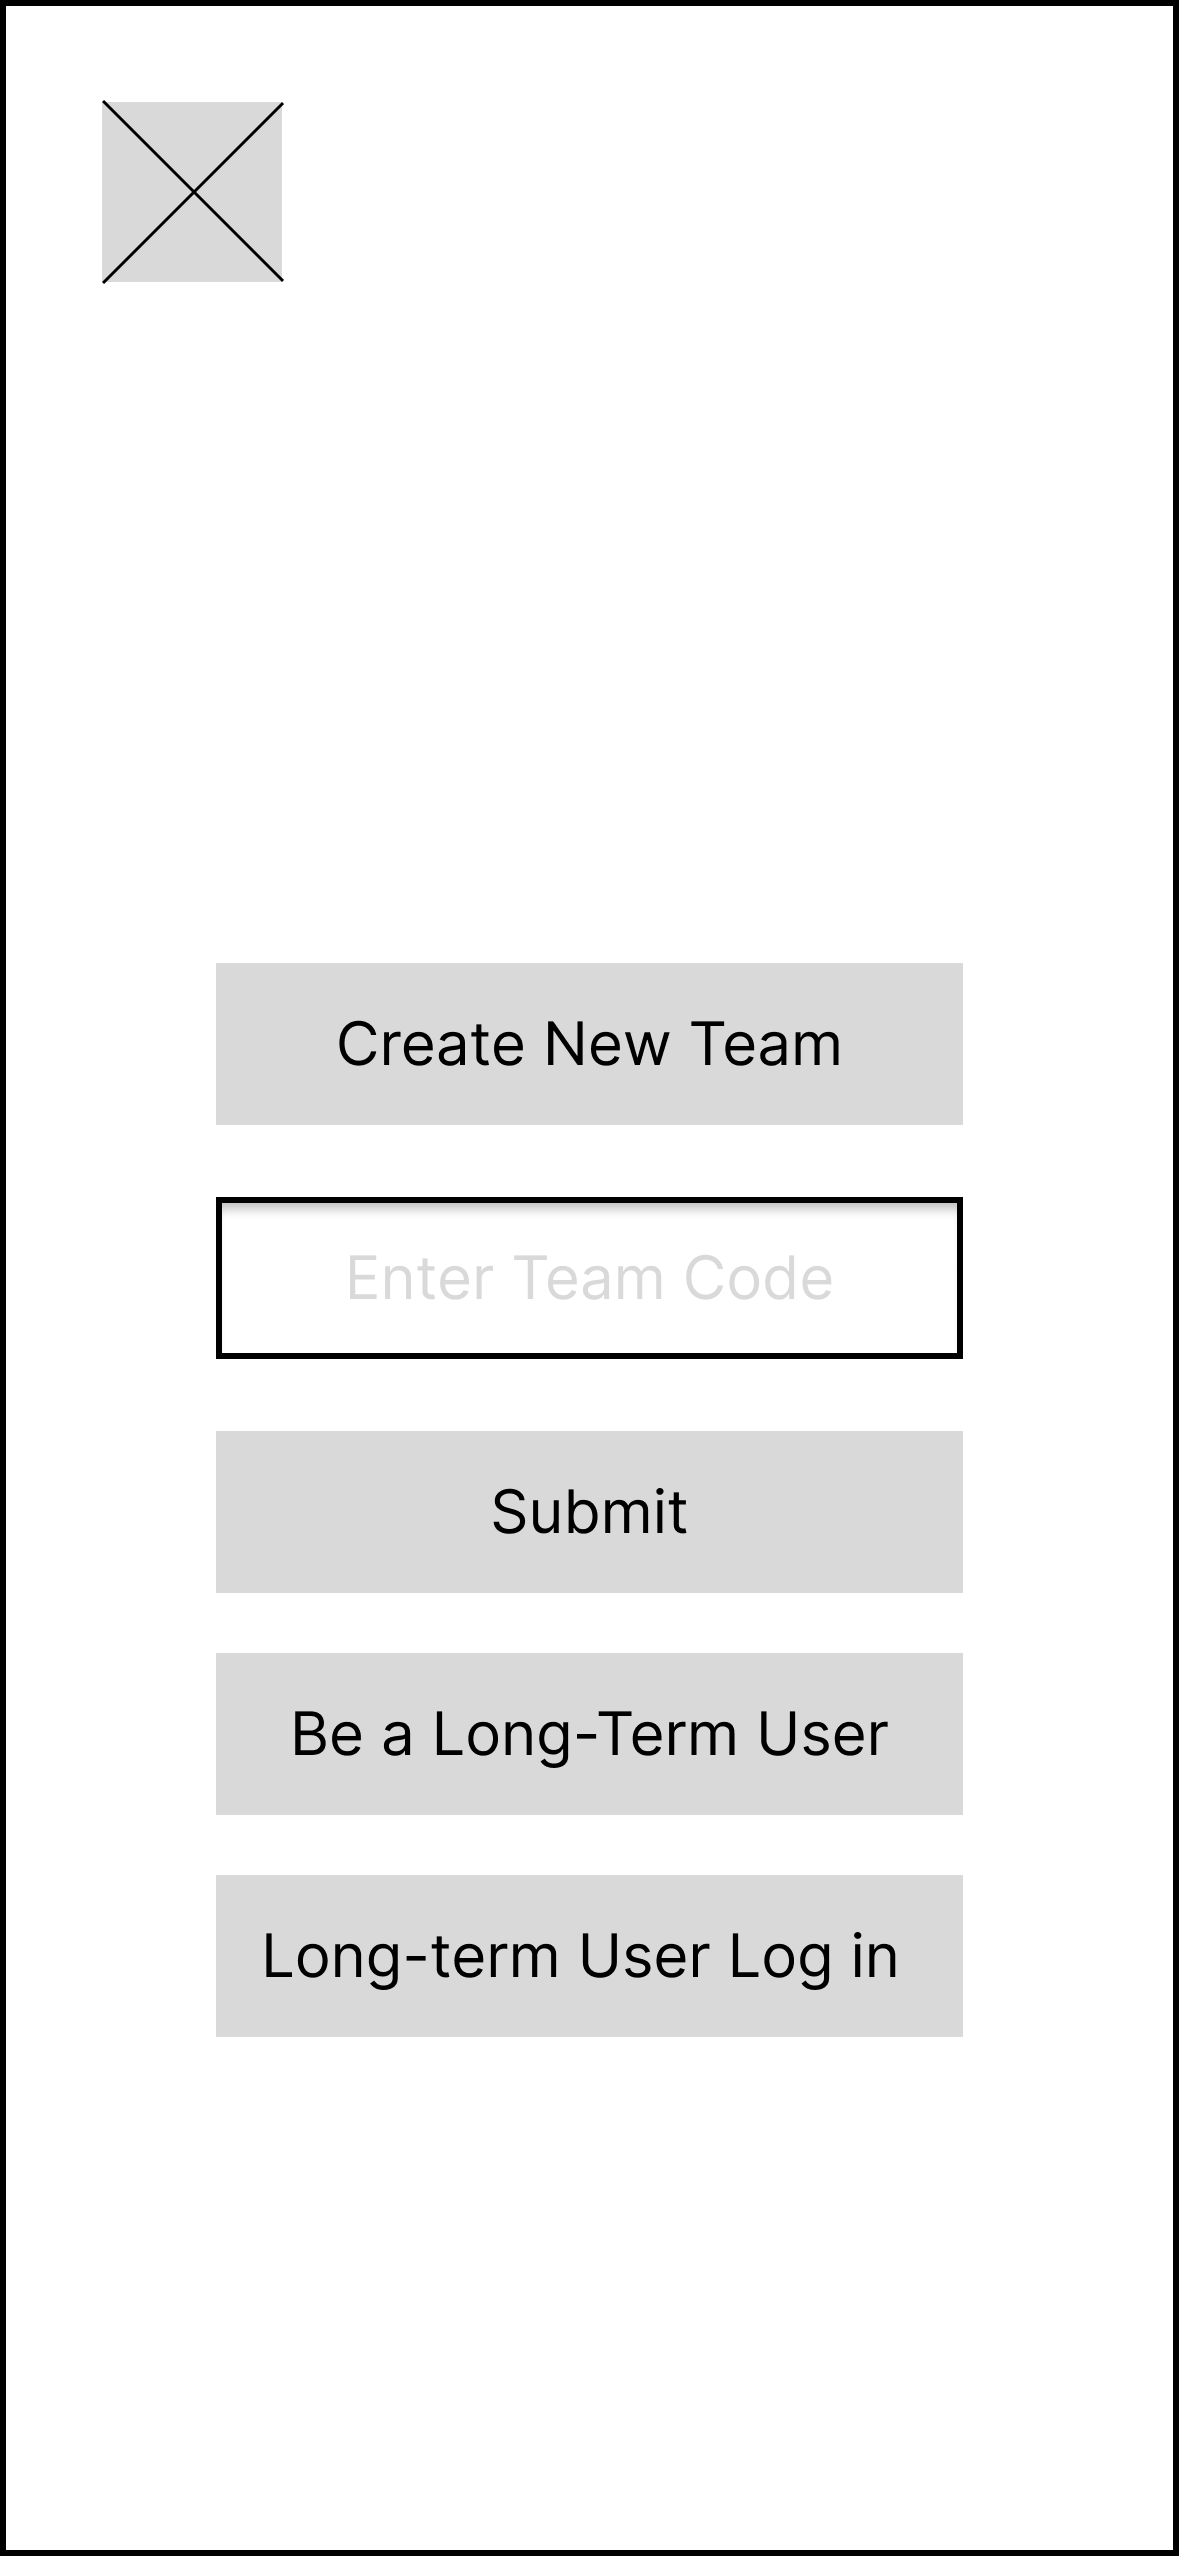 Create New Team
Enter Team Code
Submit
Be a Long-Term User
Long-term User Log in